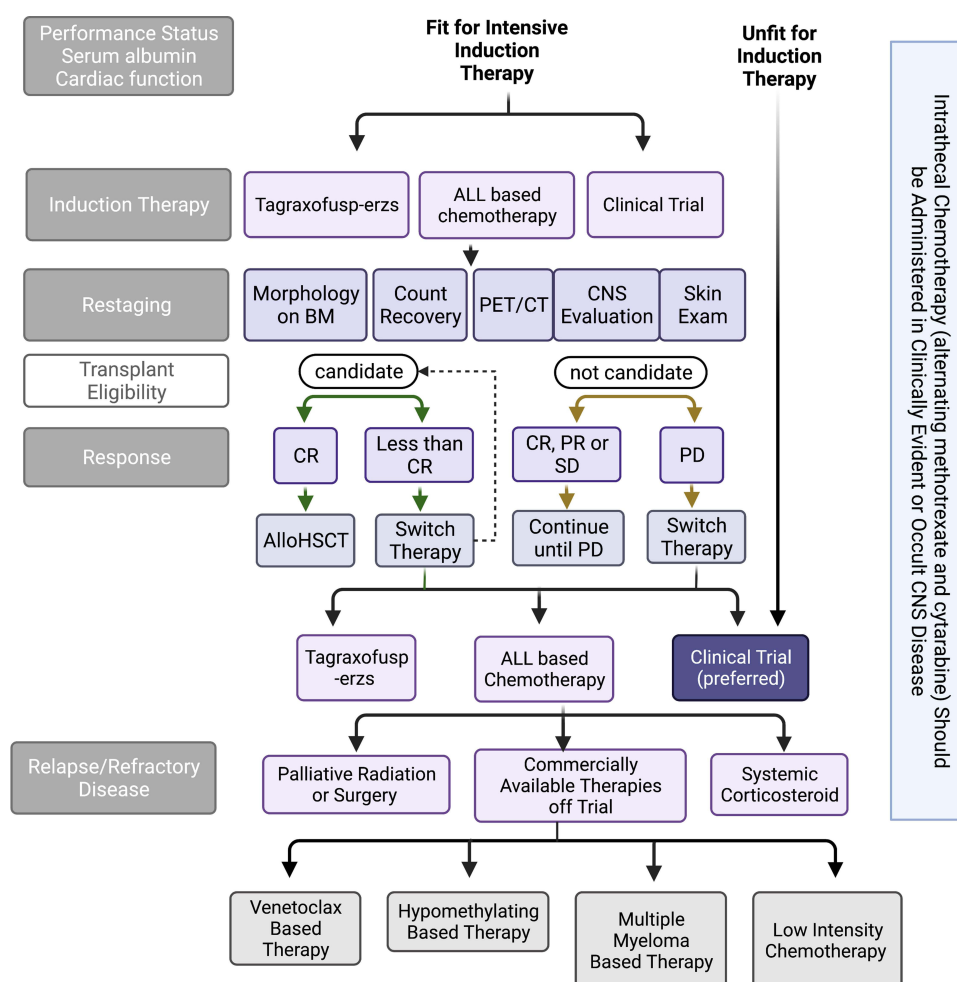 Performance Status
Serum albumin
Cardiac function
Fit for Intensive
Induction
Therapy
Unfit for
Induction
Therapy
Induction Therapy
Tagraxofusp-erzs
ALL based
chemotherapy
Clinical Trial
Restaging
Morphology
on BM
Count
Recovery
PET/CT
CNS
Evaluation
Skin
Exam
Transplant
Eligibility
candidate
not candidate
Response
CR
Less than
CR
CR, PR or
SD
PD
AlloHSCT
Switch
Therapy
Continue
until PD
Switch
Therapy
Tagraxofusp
-erzs
ALL based
Chemotherapy
Clinical Trial
(preferred)
Relapse/Refractory
Disease
Palliative Radiation
or Surgery
Commercially
Available Therapies
off Trial
Systemic
Corticosteroid
Venetoclax
Based
Therapy
Hypomethylating
Based Therapy
Multiple
Myeloma
Based Therapy
Low Intensity
Chemotherapy
Intrathecal Chemotherapy (alternating methotrexate and cytarabine) Should
be Administered in Clinically Evident or Occult CNS Disease